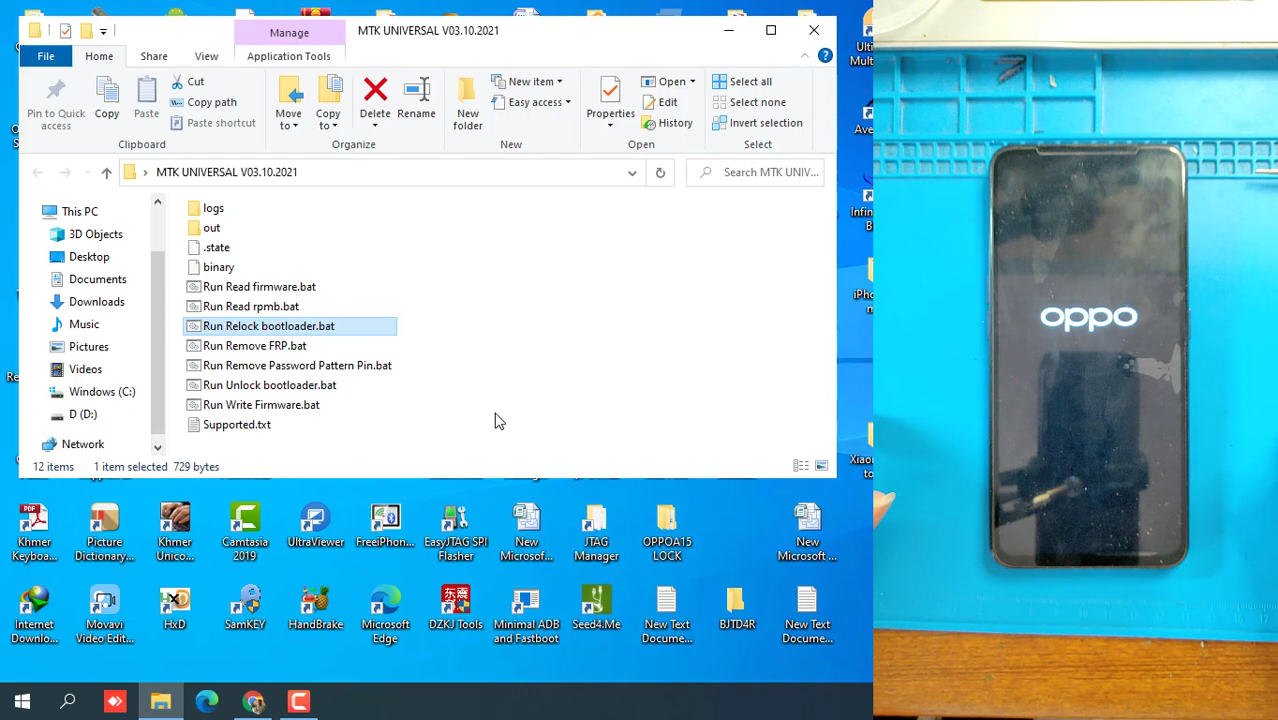 Manage
MTK UNIVERSAL V03.10.2021
File
Home
Share
View
Application Tools
Pin to Quick
access
Copy
Paste
Cut
Copy path
Paste shortcut
Clipboard
Move
to
Copy
to
Delete
Rename
Organize
New
folder
New item
Easy access
New
Properties
Open
Edit
History
Open
Select all
Select none
Invert selection
Select
MTK UNIVERSAL V03.10.2021
Search MTK UNIV...
This PC
3D Objects
Desktop
Documents
Downloads
Music
Pictures
Videos
Windows (C:)
D (D:)
Network
logs
out
.state
binary
Run Read firmware.bat
Run Read rpmb.bat
Run Relock bootloader.bat
Run Remove FRP.bat
Run Remove Password Pattern Pin.bat
Run Unlock bootloader.bat
Run Write Firmware.bat
Supported.txt
12 items
1 item selected 729 bytes
Khmer
Keyboa...
Picture
Dictionary...
Khmer
Unico...
Camtasia
2019
UltraViewer
FreeiPhon...
EasyJTAG SPI
Flasher
New
Microsof...
JTAG
Manager
OPPOA15
LOCK
New
Microsoft ...
Internet
Downlo...
Movavi
Video Edit...
HxD
SamKEY
HandBrake
Microsoft
Edge
DZKJ Tools
Minimal ADB
and Fastboot
Seed4.Me
New Text
Docume...
BJTD4R
New Text
Docume...
oppo